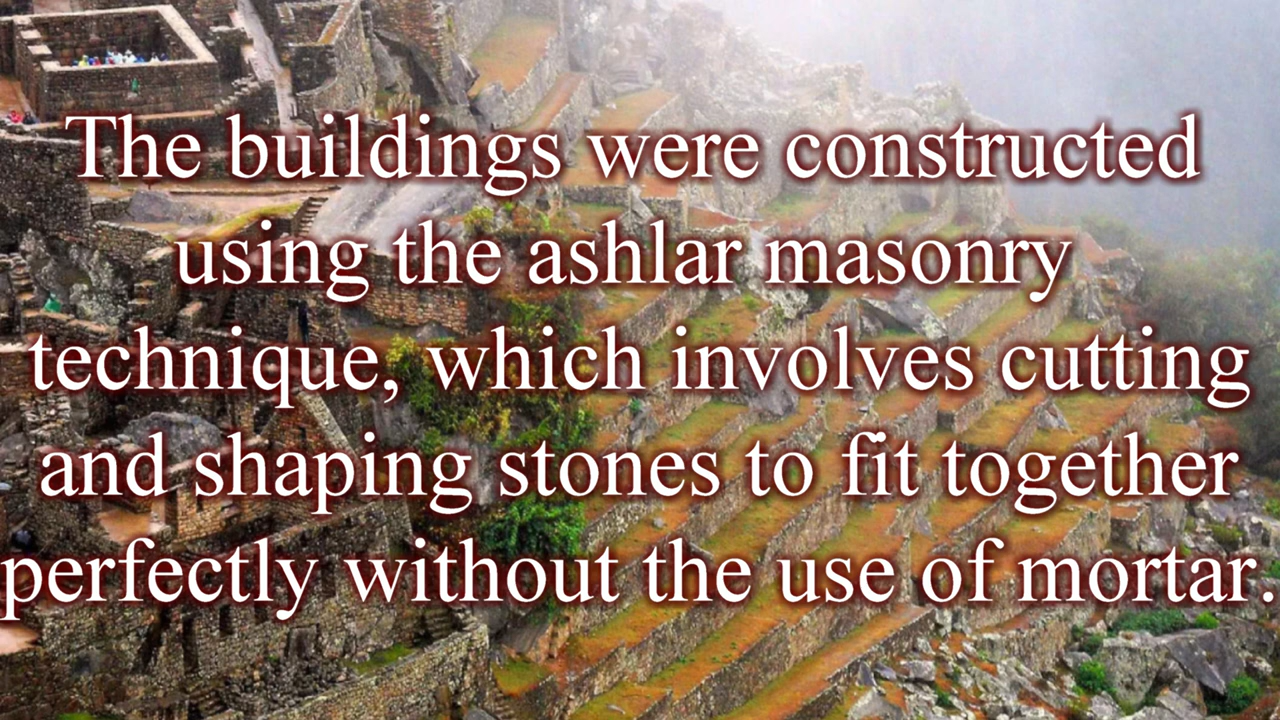 The buildings were constructed
using the ashlar masonry
technique, which involves cutting
and shaping stones to fit together
perfectly without the use of mortar.